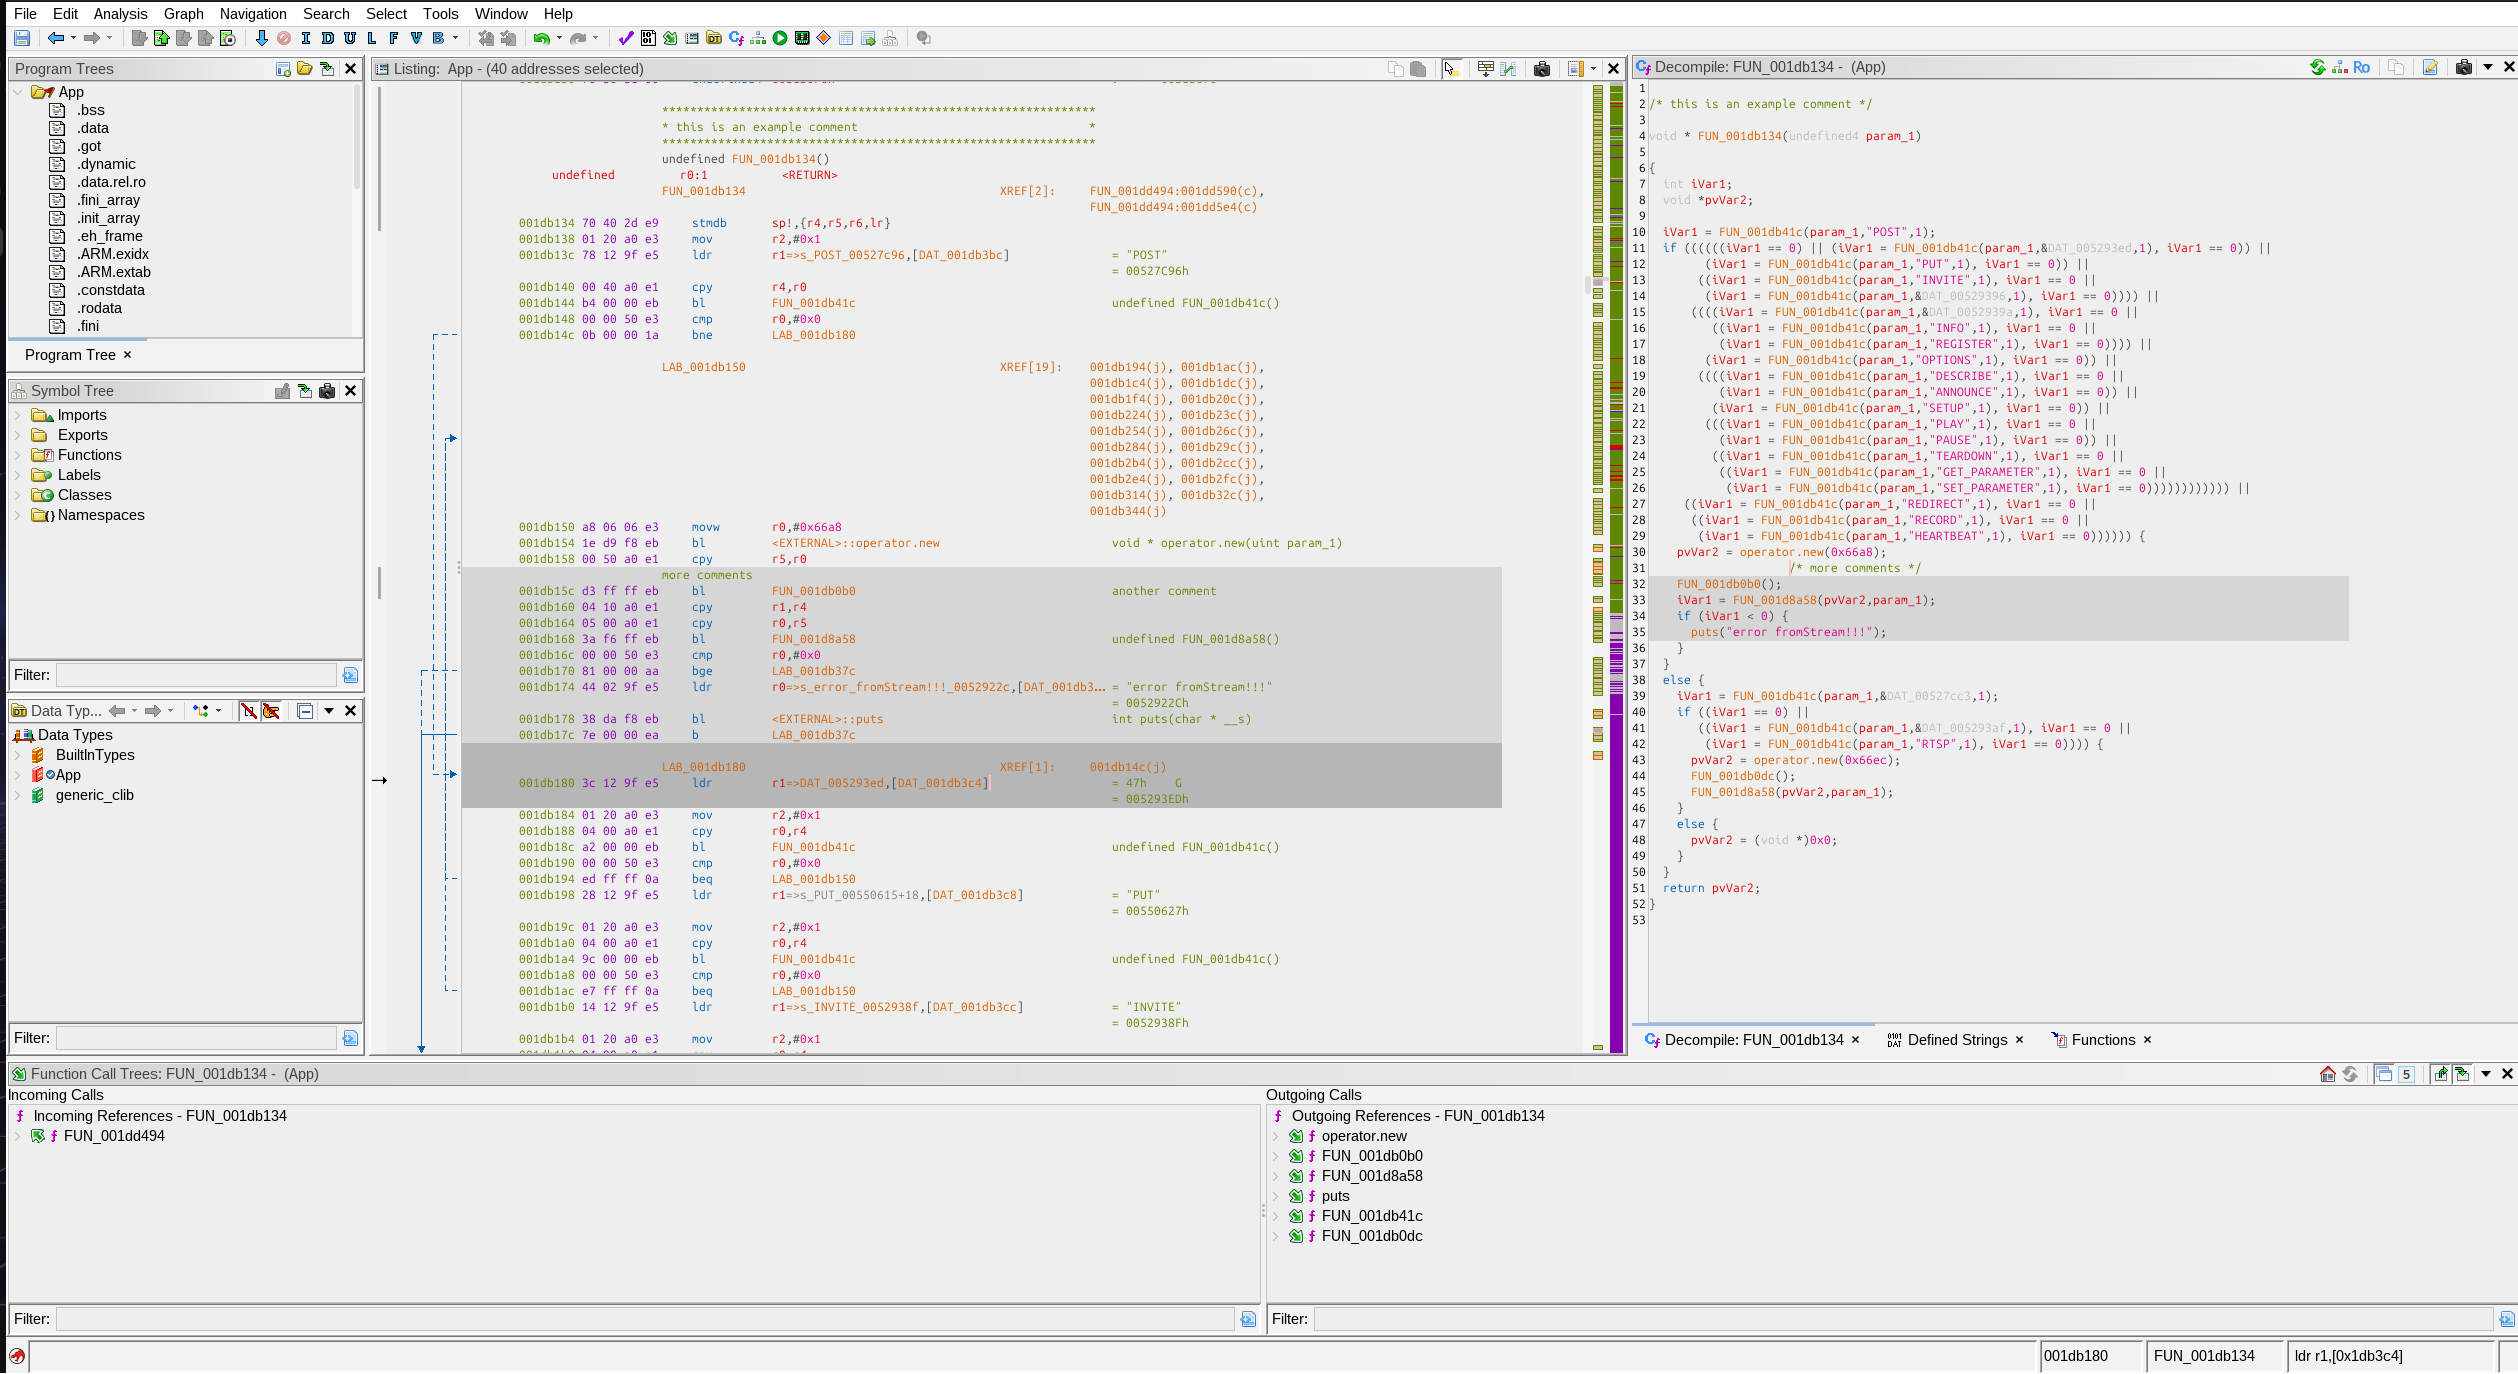 File Edit Analysis Graph Navigation Search Select Tools Window Help
I D U L F V B
Program Trees
App
.bss
.data
.got
.dynamic
.data.rel.ro
.fini_array
.init_array
.eh_frame
.ARM.exidx
.ARM.extab
.constdata
.rodata
.fini
Program Tree ×
Symbol Tree
Imports
Exports
Functions
Labels
Classes
Namespaces
Filter:
Data Typ...
Data Types
BuiltInTypes
App
generic_clib
Filter:
Listing: App - (40 addresses selected)
**************************************************************
* this is an example comment *
**************************************************************
undefined FUN_001db134()
undefined r0:1 <RETURN>
FUN_001db134 XREF[2]: FUN_001dd494:001dd590(c),
FUN_001dd494:001dd5e4(c)
001db134 70 40 2d e9 stmdb sp!,{r4,r5,r6,lr}
001db138 01 20 a0 e3 mov r2,#0x1
001db13c 78 12 9f e5 ldr r1=>s_POST_00527c96,[DAT_001db3bc] = "POST"
= 00527C96h
001db140 00 40 a0 e1 cpy r4,r0
001db144 b4 00 00 eb bl FUN_001db41c undefined FUN_001db41c()
001db148 00 00 50 e3 cmp r0,#0x0
001db14c 0b 00 00 1a bne LAB_001db180
LAB_001db150 XREF[19]: 001db194(j), 001db1ac(j),
001db1c4(j), 001db1dc(j),
001db1f4(j), 001db20c(j),
001db224(j), 001db23c(j),
001db254(j), 001db26c(j),
001db284(j), 001db29c(j),
001db2b4(j), 001db2cc(j),
001db2e4(j), 001db2fc(j),
001db314(j), 001db32c(j),
001db344(j)
001db150 a8 06 06 e3 movw r0,#0x66a8
001db154 1e d9 f8 eb bl <EXTERNAL>::operator.new void * operator.new(uint param_1)
001db158 00 50 a0 e1 cpy r5,r0
more comments
001db15c d3 ff ff eb bl FUN_001db0b0 another comment
001db160 04 10 a0 e1 cpy r1,r4
001db164 05 00 a0 e1 cpy r0,r5
001db168 3a f6 ff eb bl FUN_001d8a58 undefined FUN_001d8a58()
001db16c 00 00 50 e3 cmp r0,#0x0
001db170 81 00 00 aa bge LAB_001db37c
001db174 44 02 9f e5 ldr r0=>s_error_fromStream!!!_0052922c,[DAT_001db3... = "error fromStream!!!"
= 0052922Ch
001db178 38 da f8 eb bl <EXTERNAL>::puts int puts(char * __s)
001db17c 7e 00 00 ea b LAB_001db37c
LAB_001db180 XREF[1]: 001db14c(j)
001db180 3c 12 9f e5 ldr r1=>DAT_005293ed,[DAT_001db3c4] = 47h G
= 005293EDh
001db184 01 20 a0 e3 mov r2,#0x1
001db188 04 00 a0 e1 cpy r0,r4
001db18c a2 00 00 eb bl FUN_001db41c undefined FUN_001db41c()
001db190 00 00 50 e3 cmp r0,#0x0
001db194 ed ff ff 0a beq LAB_001db150
001db198 28 12 9f e5 ldr r1=>s_PUT_00550615+18,[DAT_001db3c8] = "PUT"
= 00550627h
001db19c 01 20 a0 e3 mov r2,#0x1
001db1a0 04 00 a0 e1 cpy r0,r4
001db1a4 9c 00 00 eb bl FUN_001db41c undefined FUN_001db41c()
001db1a8 00 00 50 e3 cmp r0,#0x0
001db1ac e7 ff ff 0a beq LAB_001db150
001db1b0 14 12 9f e5 ldr r1=>s_INVITE_0052938f,[DAT_001db3cc] = "INVITE"
= 0052938Fh
001db1b4 01 20 a0 e3 mov r2,#0x1
Decompile: FUN_001db134 - (App)
Ro
1
2 /* this is an example comment */
3
4 void * FUN_001db134(undefined4 param_1)
5
6 {
7 int iVar1;
8 void *pvVar2;
9
10 iVar1 = FUN_001db41c(param_1,"POST",1);
11 if ((((((iVar1 == 0) || (iVar1 = FUN_001db41c(param_1,&DAT_005293ed,1), iVar1 == 0)) ||
12 (iVar1 = FUN_001db41c(param_1,"PUT",1), iVar1 == 0)) ||
13 ((iVar1 = FUN_001db41c(param_1,"INVITE",1), iVar1 == 0 ||
14 (iVar1 = FUN_001db41c(param_1,&DAT_00529396,1), iVar1 == 0)))) ||
15 ((((iVar1 = FUN_001db41c(param_1,&DAT_0052939a,1), iVar1 == 0 ||
16 ((iVar1 = FUN_001db41c(param_1,"INFO",1), iVar1 == 0 ||
17 (iVar1 = FUN_001db41c(param_1,"REGISTER",1), iVar1 == 0)))) ||
18 (iVar1 = FUN_001db41c(param_1,"OPTIONS",1), iVar1 == 0)) ||
19 ((((iVar1 = FUN_001db41c(param_1,"DESCRIBE",1), iVar1 == 0 ||
20 (iVar1 = FUN_001db41c(param_1,"ANNOUNCE",1), iVar1 == 0)) ||
21 (iVar1 = FUN_001db41c(param_1,"SETUP",1), iVar1 == 0)) ||
22 (((iVar1 = FUN_001db41c(param_1,"PLAY",1), iVar1 == 0 ||
23 (iVar1 = FUN_001db41c(param_1,"PAUSE",1), iVar1 == 0)) ||
24 ((iVar1 = FUN_001db41c(param_1,"TEARDOWN",1), iVar1 == 0 ||
25 ((iVar1 = FUN_001db41c(param_1,"GET_PARAMETER",1), iVar1 == 0 ||
26 (iVar1 = FUN_001db41c(param_1,"SET_PARAMETER",1), iVar1 == 0)))))))))))) ||
27 ((iVar1 = FUN_001db41c(param_1,"REDIRECT",1), iVar1 == 0 ||
28 ((iVar1 = FUN_001db41c(param_1,"RECORD",1), iVar1 == 0 ||
29 (iVar1 = FUN_001db41c(param_1,"HEARTBEAT",1), iVar1 == 0)))))) {
30 pvVar2 = operator.new(0x66a8);
31 /* more comments */
32 FUN_001db0b0();
33 iVar1 = FUN_001d8a58(pvVar2,param_1);
34 if (iVar1 < 0) {
35 puts("error fromStream!!!");
36 }
37 }
38 else {
39 iVar1 = FUN_001db41c(param_1,&DAT_00527cc3,1);
40 if ((iVar1 == 0) ||
41 ((iVar1 = FUN_001db41c(param_1,&DAT_005293af,1), iVar1 == 0 ||
42 (iVar1 = FUN_001db41c(param_1,"RTSP",1), iVar1 == 0)))) {
43 pvVar2 = operator.new(0x66ec);
44 FUN_001db0dc();
45 FUN_001d8a58(pvVar2,param_1);
46 }
47 else {
48 pvVar2 = (void *)0x0;
49 }
50 }
51 return pvVar2;
52 }
53
Decompile: FUN_001db134 × Defined Strings × Functions ×
Function Call Trees: FUN_001db134 - (App)
5
Incoming Calls
Incoming References - FUN_001db134
FUN_001dd494
Filter:
Outgoing Calls
Outgoing References - FUN_001db134
operator.new
FUN_001db0b0
FUN_001d8a58
puts
FUN_001db41c
FUN_001db0dc
Filter:
001db180 FUN_001db134 ldr r1,[0x1db3c4]